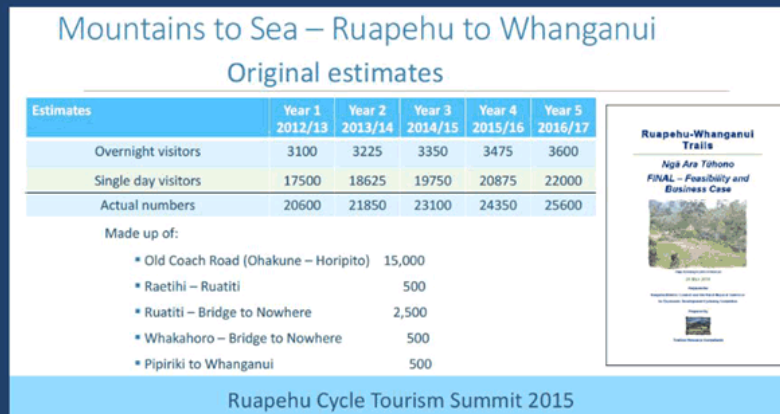 Mountains to Sea – Ruapehu to Whanganui
Original estimates
Estimates Year 1 Year 2 Year 3 Year 4 Year 5
2012/13 2013/14 2014/15 2015/16 2016/17
Overnight visitors 3100 3225 3350 3475 3600
Single day visitors 17500 18625 19750 20875 22000
Actual numbers 20600 21850 23100 24350 25600
Made up of:
▪ Old Coach Road (Ohakune – Horipito) 15,000
▪ Raetihi – Ruatiti 500
▪ Ruatiti – Bridge to Nowhere 2,500
▪ Whakahoro – Bridge to Nowhere 500
▪ Pipiriki to Whanganui 500
Ruapehu-Whanganui
Trails
Ngā Ara Tūhono
FINAL – Feasibility and
Business Case
Ruapehu Cycle Tourism Summit 2015